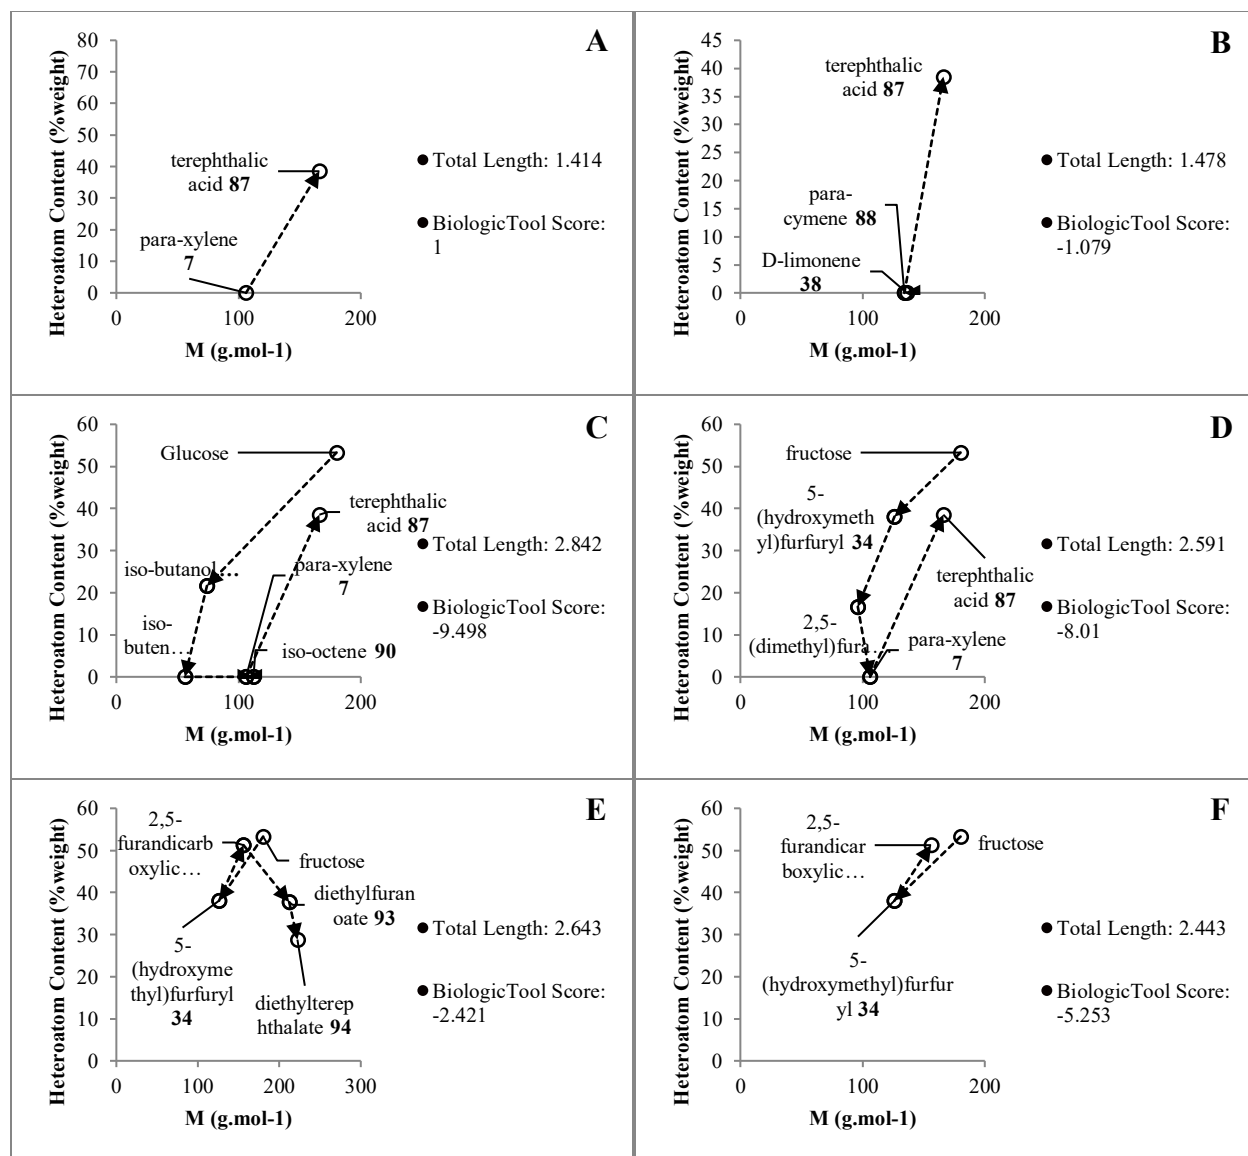 A
Heteroatom Content (%weight)
80
70
60
50
40
30
20
10
0
terephthalic
acid 87
para-xylene
7
0
100
200
M (g.mol-1)
Total Length: 1.414
BiologicTool Score:
1
B
Heteroatom Content (%weight)
45
40
35
30
25
20
15
10
5
0
terephthalic
acid 87
para-
cymene 88
D-limonene
38
0
100
200
M (g.mol-1)
Total Length: 1.478
BiologicTool Score:
-1.079
C
Heteroatom Content (%weight)
60
50
40
30
20
10
0
Glucose
terephthalic
acid 87
iso-butanol…
para-xylene
7
iso-
buten…
iso-octene 90
0
100
200
M (g.mol-1)
Total Length: 2.842
BiologicTool Score:
-9.498
D
Heteroatom Content (%weight)
60
50
40
30
20
10
0
fructose
5-
(hydroxymeth
yl)furfuryl 34
terephthalic
acid 87
2,5-
(dimethyl)fura…
para-xylene
7
0
100
200
M (g.mol-1)
Total Length: 2.591
BiologicTool Score:
-8.01
E
Heteroatom Content (%weight)
60
50
40
30
20
10
0
2,5-
furandicarb
oxylic…
fructose
diethylfuran
oate 93
5-
(hydroxyme
thyl)furfuryl
34
diethylterep
hthalate 94
0
100
200
300
M (g.mol-1)
Total Length: 2.643
BiologicTool Score:
-2.421
F
Heteroatom Content (%weight)
60
50
40
30
20
10
0
2,5-
furandicar
boxylic…
fructose
5-
(hydroxymethyl)furfur
yl 34
0
100
200
M (g.mol-1)
Total Length: 2.443
BiologicTool Score:
-5.253